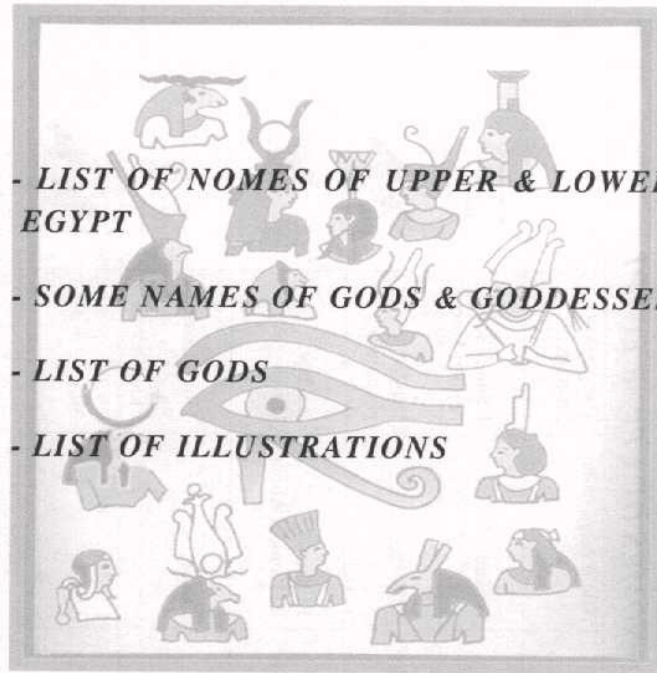 - LIST OF NOMES OF UPPER & LOWE
EGYPT
- SOME NAMES OF GODS & GODDESSE
- LIST OF GODS
- LIST OF ILLUSTRATIONS